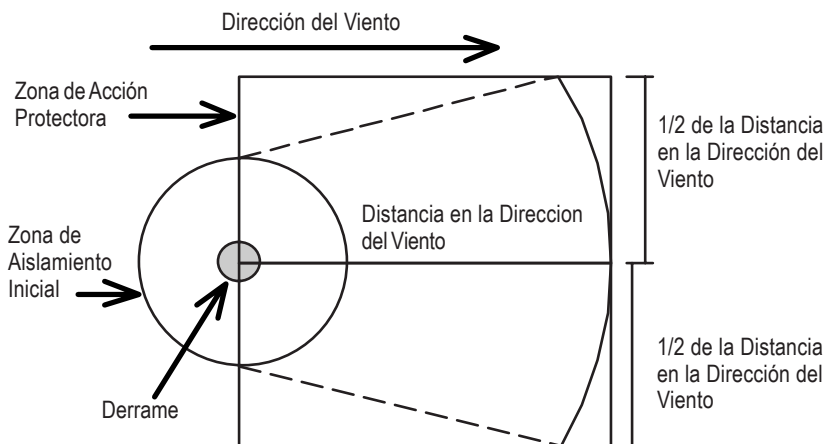 Dirección del Viento
Zona de Acción
Protectora
1/2 de la Distancia
en la Dirección del
Viento
Distancia en la Direccion
del Viento
Zona de
Aislamiento
Inicial
1/2 de la Distancia
en la Dirección del
Viento
Derrame